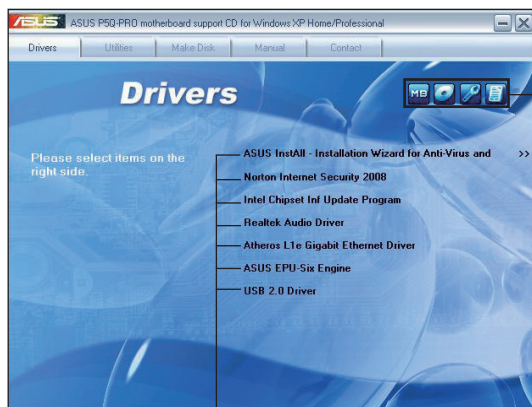 ASUS ASUS P5Q-PRO motherboard support CD for Windows XP Home/Professional
Drivers Utilities Make Disk Manual Contact
Drivers
MB
Please select items on the
right side.
ASUS InstAll - Installation Wizard for Anti-Virus and >>
Norton Internet Security 2008
Intel Chipset Inf Update Program
Realtek Audio Driver
Atheros L1e Gigabit Ethernet Driver
ASUS EPU-Six Engine
USB 2.0 Driver